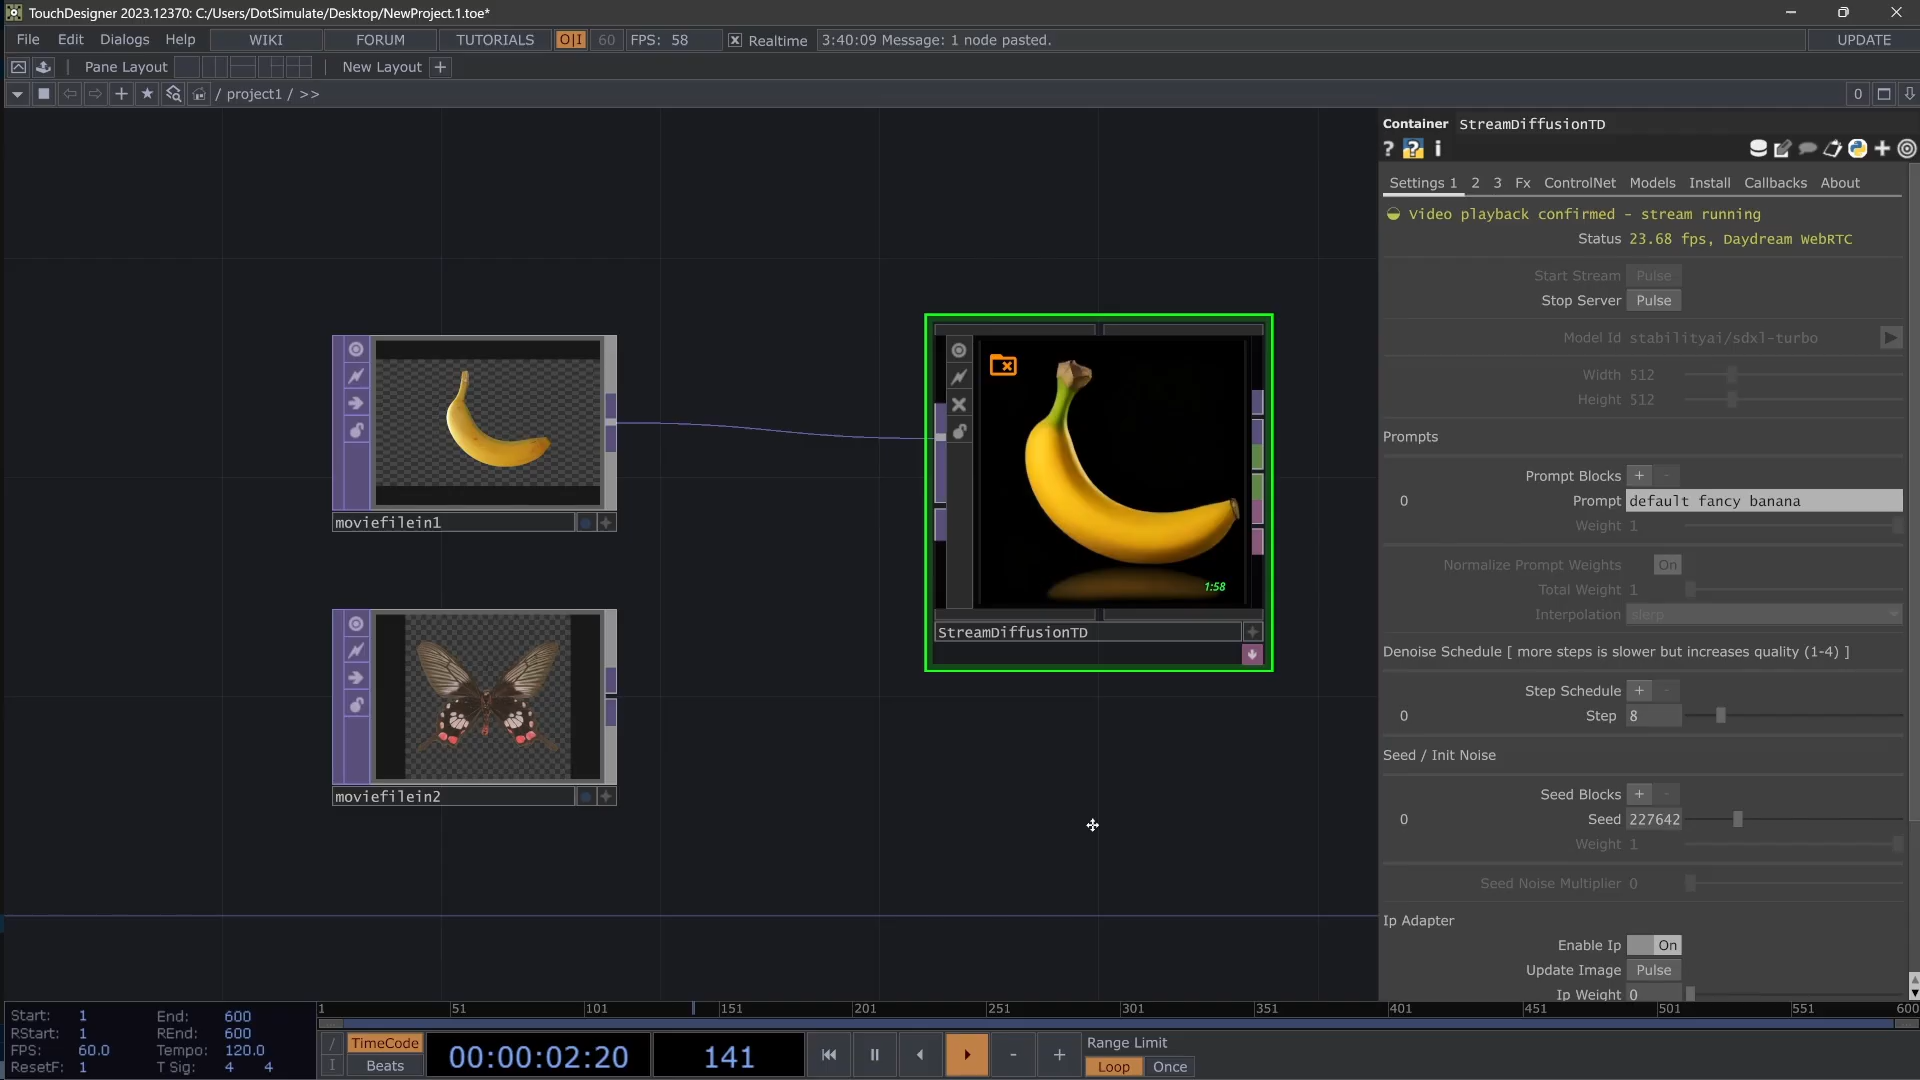 TouchDesigner 2023.12370: C:/Users/DotSimulate/Desktop/NewProject.1.toe*
File Edit Dialogs Help WIKI FORUM TUTORIALS O|I 60 FPS: 58 Realtime 3:40:09 Message: 1 node pasted. UPDATE
Pane Layout New Layout +
/ project1 / >> 0
Container StreamDiffusionTD
Settings 1 2 3 Fx ControlNet Models Install Callbacks About
Video playback confirmed - stream running
Status 23.68 fps, Daydream WebRTC
Start Stream Pulse
Stop Server Pulse
Model Id stabilityai/sdxl-turbo
Width 512
Height 512
Prompts
Prompt Blocks + -
0 Prompt default fancy banana
Weight 1
Normalize Prompt Weights On
Total Weight 1
Interpolation slerp
Denoise Schedule [ more steps is slower but increases quality (1-4) ]
Step Schedule + -
0 Step 8
Seed / Init Noise
Seed Blocks + -
0 Seed 227642
Weight 1
Seed Noise Multiplier 0
Ip Adapter
Enable Ip On
Update Image Pulse
Ip Weight 0
moviefilein1
1:58
StreamDiffusionTD
moviefilein2
1 51 101 151 201 251 301 351 401 451 501 551 600
Start: 1 End: 600
RStart: 1 REnd: 600
FPS: 60.0 Tempo: 120.0
ResetF: 1 T Sig: 4 4
TimeCode
Beats
00:00:02:20
141
Range Limit
Loop Once